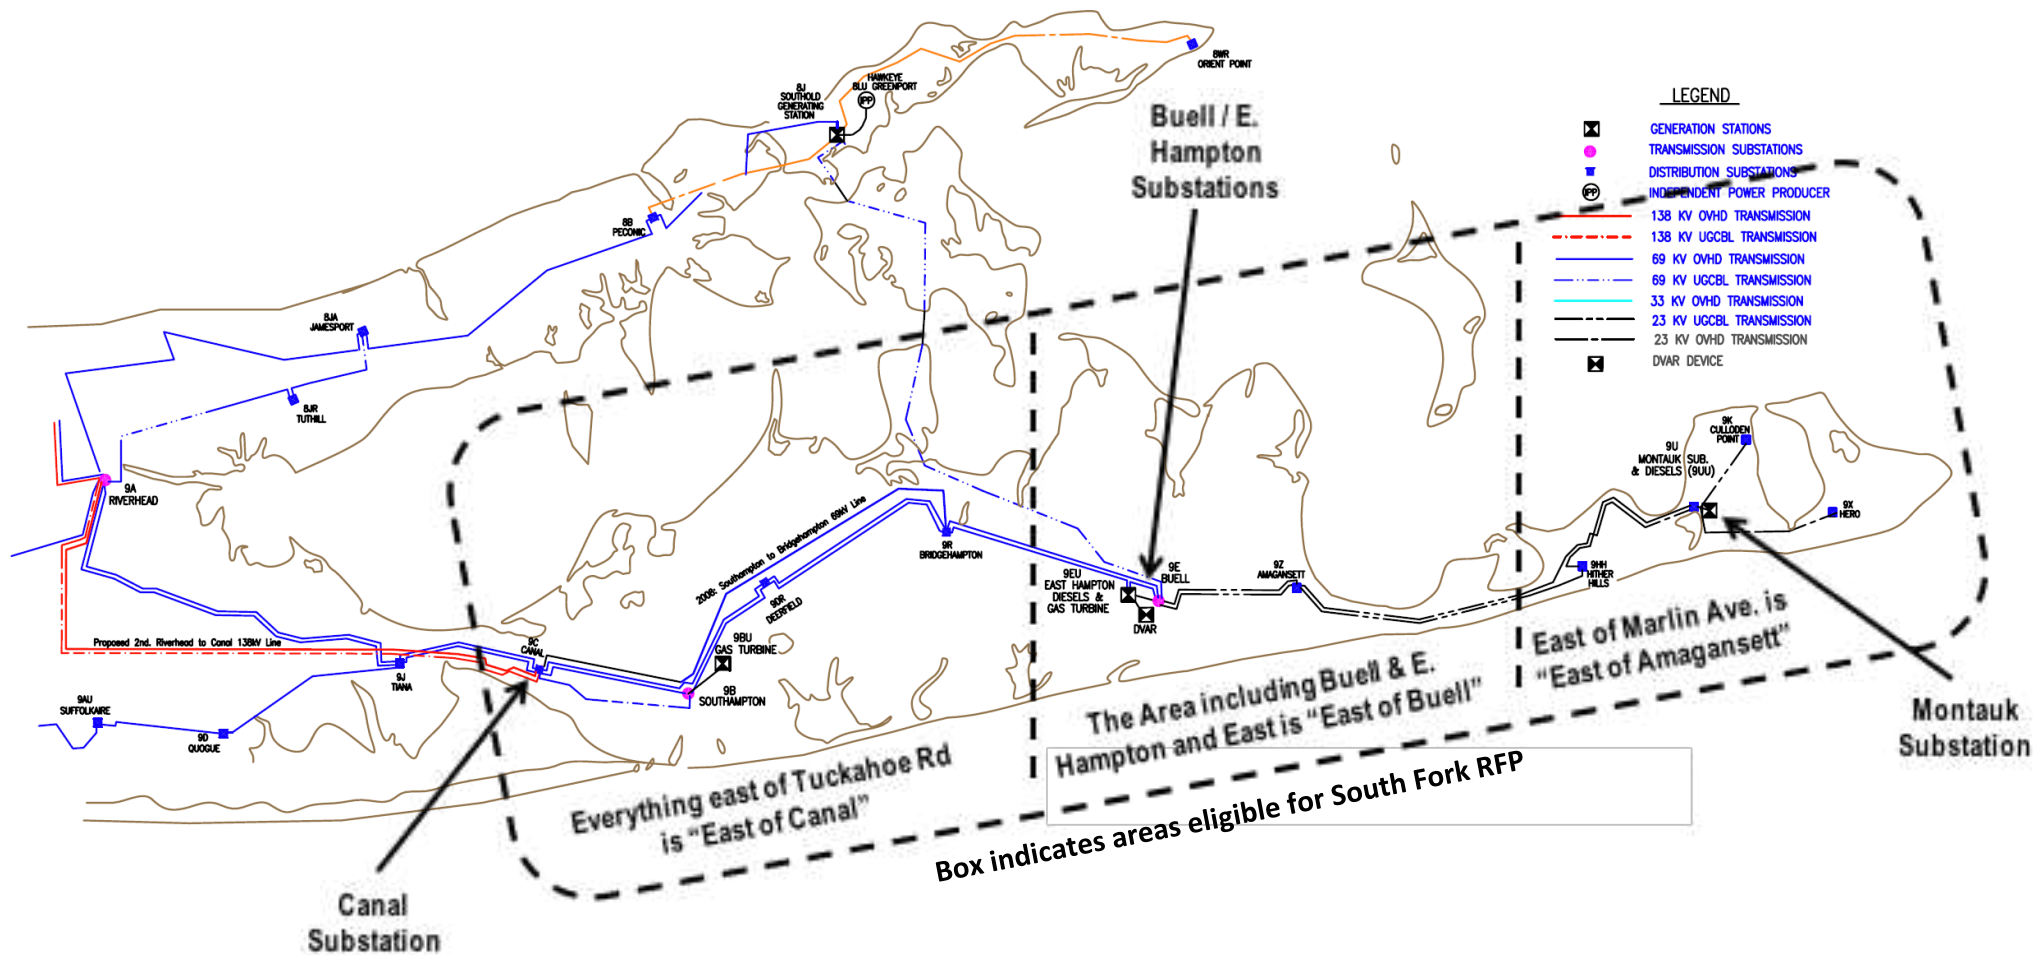 8WR
ORIENT POINT
HAWKEYE
8LU GREENPORT
IPP
8J
SOUTHOLD
GENERATING
STATION
Buell / E.
Hampton
Substations
LEGEND
GENERATION STATIONS
TRANSMISSION SUBSTATIONS
DISTRIBUTION SUBSTATIONS
IPP INDEPENDENT POWER PRODUCER
138 KV OVHD TRANSMISSION
138 KV UGCBL TRANSMISSION
69 KV OVHD TRANSMISSION
69 KV UGCBL TRANSMISSION
33 KV OVHD TRANSMISSION
23 KV UGCBL TRANSMISSION
23 KV OVHD TRANSMISSION
DVAR DEVICE
8B
PECONIC
8JA
JAMESPORT
8JR
TUTHILL
9A
RIVERHEAD
9K
CULLODEN
POINT
9U
MONTAUK SUB.
& DIESELS (9UU)
9X
HERO
2008: Southampton to Bridgehampton 69kV Line
9R
BRIDGEHAMPTON
9DR
DEERFIELD
9EU
EAST HAMPTON
DIESELS &
GAS TURBINE
9E
BUELL
DVAR
9Z
AMAGANSETT
9HH
HITHER
HILLS
Proposed 2nd. Riverhead to Canal 138kV Line
9C
CANAL
9BU
GAS TURBINE
9J
TIANA
9B
SOUTHAMPTON
9AU
SUFFOLKAIRE
9D
QUOGUE
East of Marlin Ave. is
“East of Amagansett”
The Area including Buell & E.
Hampton and East is “East of Buell”
Everything east of Tuckahoe Rd
is “East of Canal”
Montauk
Substation
Box indicates areas eligible for South Fork RFP
Canal
Substation